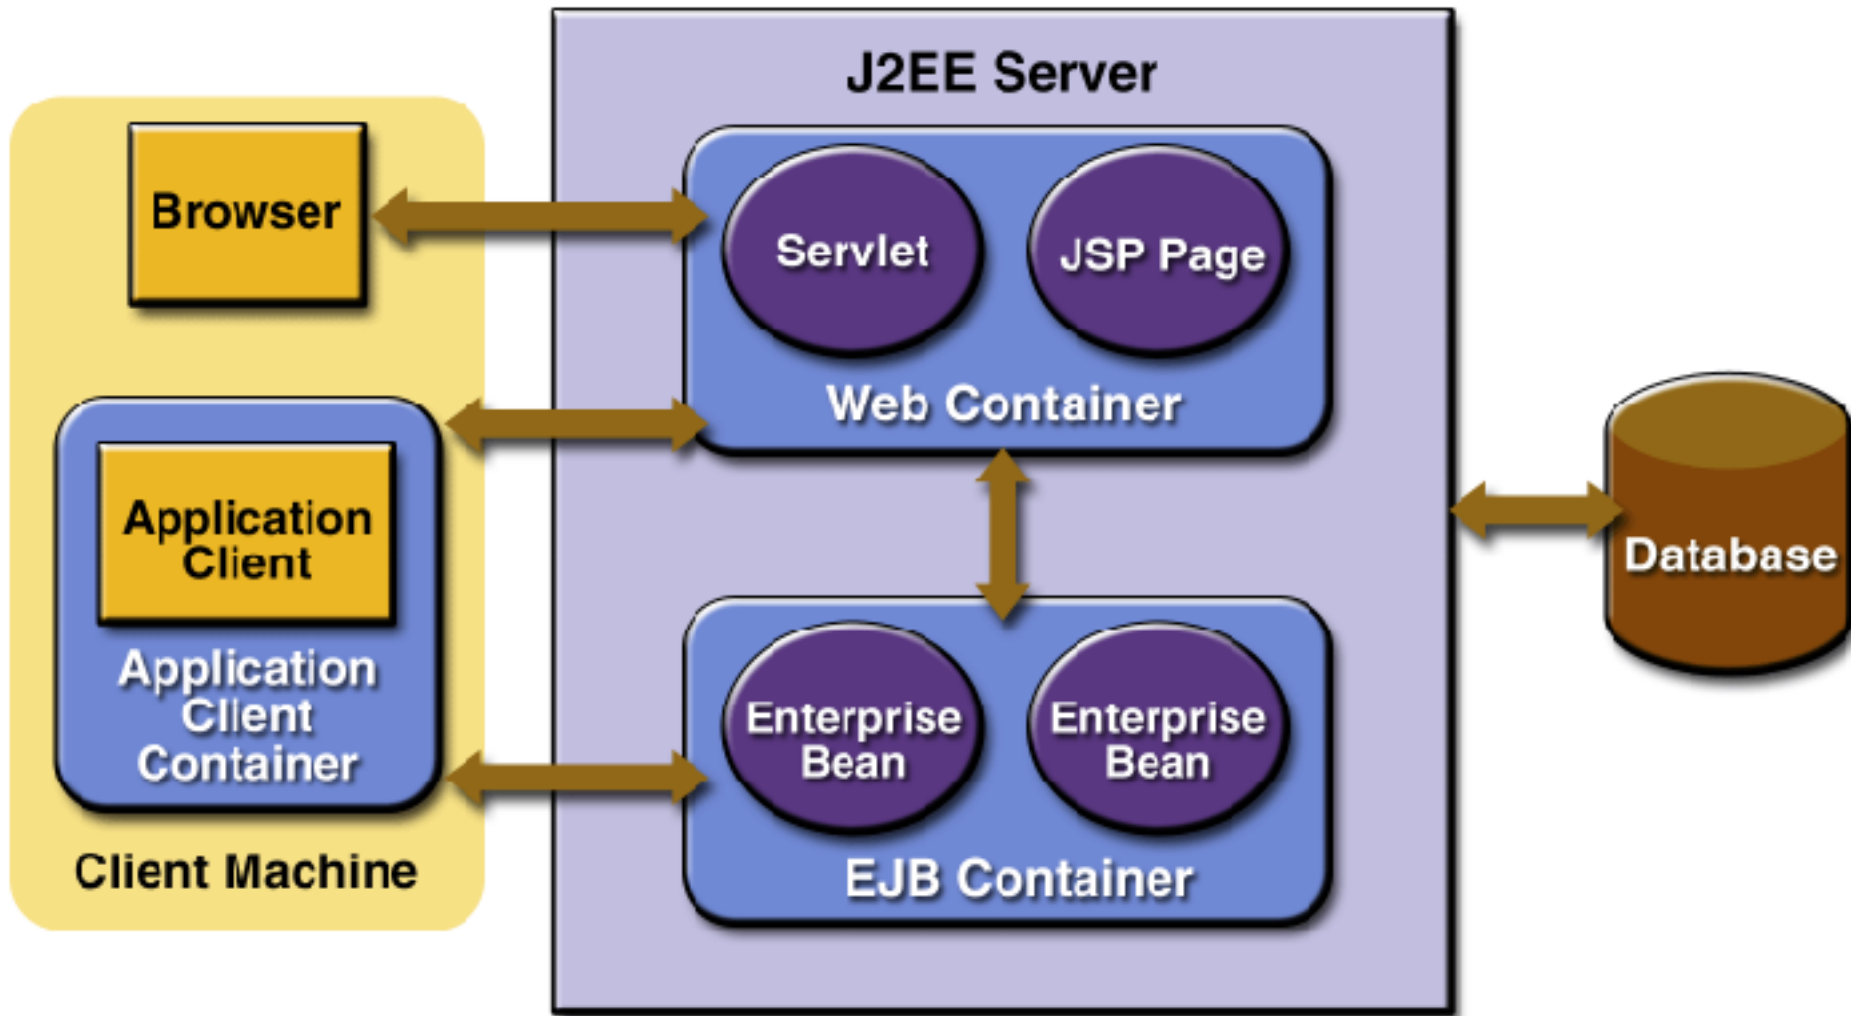 J2EE Server
Browser
Servlet
JSP Page
Web Container
Application
Client
Application
Client
Container
Client Machine
Enterprise
Bean
Enterprise
Bean
EJB Container
Database